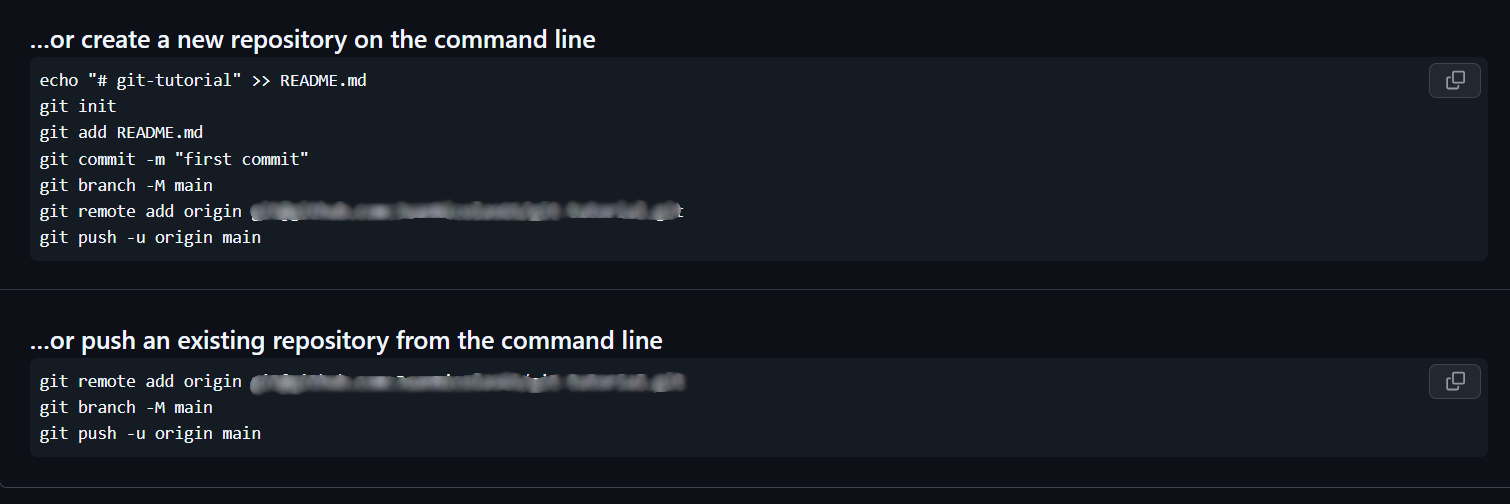 ...or create a new repository on the command line
echo "# git-tutorial" >> README.md
git init
git add README.md
git commit -m "first commit"
git branch -M main
git remote add origin
git push -u origin main
...or push an existing repository from the command line
git remote add origin
git branch -M main
git push -u origin main